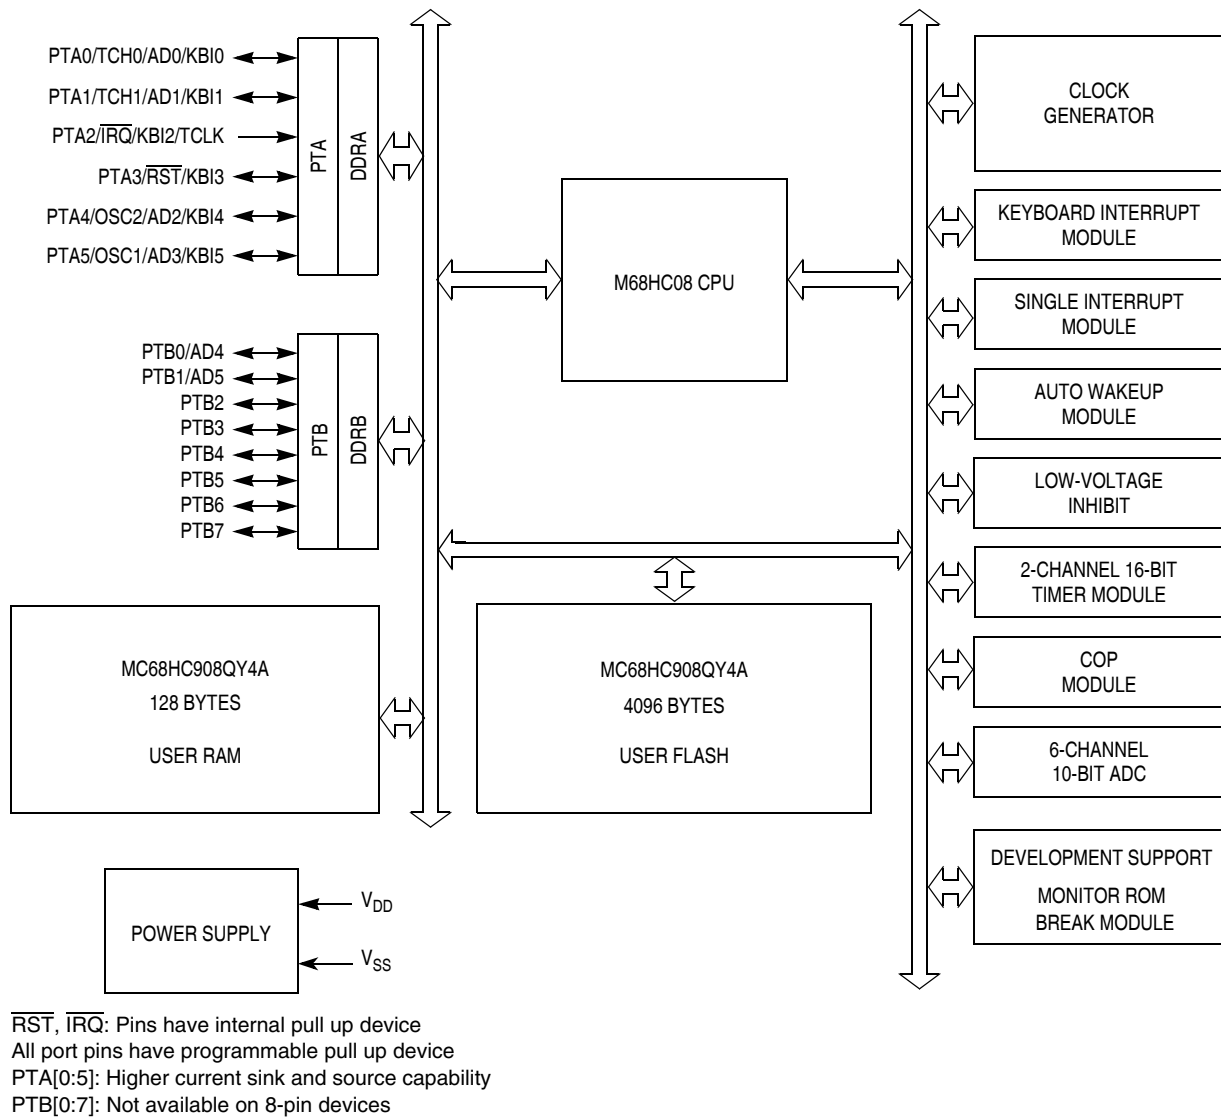 PTA0/TCH0/AD0/KBI0
PTA1/TCH1/AD1/KBI1
PTA2/I̅R̅Q̅/KBI2/TCLK
PTA3/R̅S̅T̅/KBI3
PTA4/OSC2/AD2/KBI4
PTA5/OSC1/AD3/KBI5
PTA
DDRA
PTB0/AD4
PTB1/AD5
PTB2
PTB3
PTB4
PTB5
PTB6
PTB7
PTB
DDRB
M68HC08 CPU
CLOCK
GENERATOR
KEYBOARD INTERRUPT
MODULE
SINGLE INTERRUPT
MODULE
AUTO WAKEUP
MODULE
LOW-VOLTAGE
INHIBIT
2-CHANNEL 16-BIT
TIMER MODULE
COP
MODULE
6-CHANNEL
10-BIT ADC
DEVELOPMENT SUPPORT
MONITOR ROM
BREAK MODULE
MC68HC908QY4A
128 BYTES
USER RAM
MC68HC908QY4A
4096 BYTES
USER FLASH
POWER SUPPLY
VDD
VSS
R̅S̅T̅, I̅R̅Q̅: Pins have internal pull up device
All port pins have programmable pull up device
PTA[0:5]: Higher current sink and source capability
PTB[0:7]: Not available on 8-pin devices